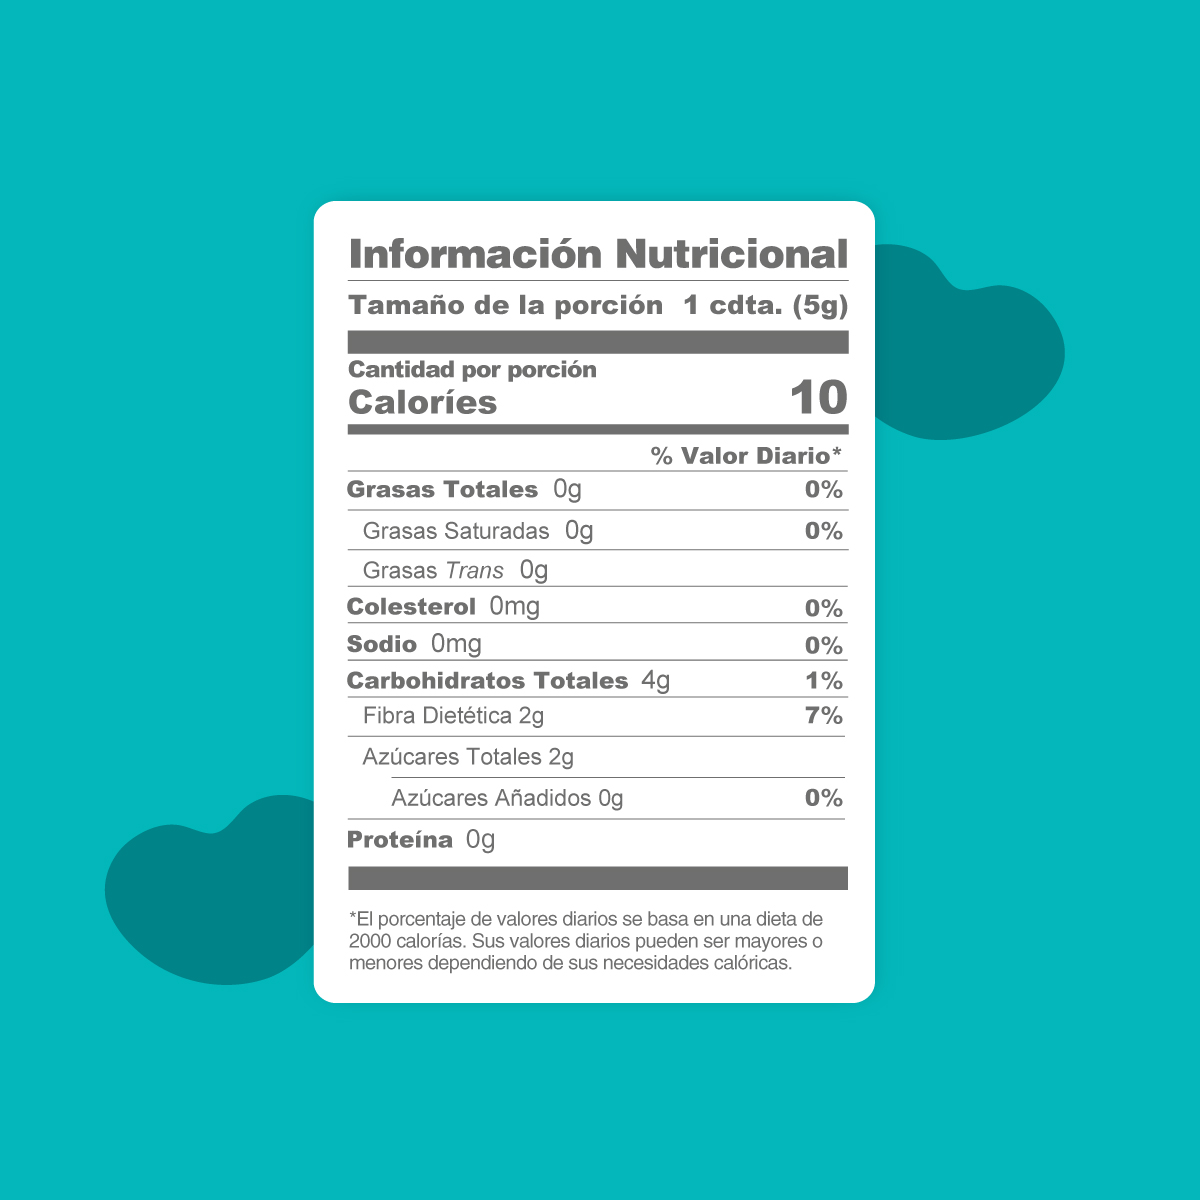 Información Nutricional
Tamaño de la porción 1 cdta. (5g)
Cantidad por porción
Caloríes 10
% Valor Diario*
Grasas Totales 0g 0%
Grasas Saturadas 0g 0%
Grasas Trans 0g
Colesterol 0mg 0%
Sodio 0mg 0%
Carbohidratos Totales 4g 1%
Fibra Dietética 2g 7%
Azúcares Totales 2g
Azúcares Añadidos 0g 0%
Proteína 0g
*El porcentaje de valores diarios se basa en una dieta de
2000 calorías. Sus valores diarios pueden ser mayores o
menores dependiendo de sus necesidades calóricas.